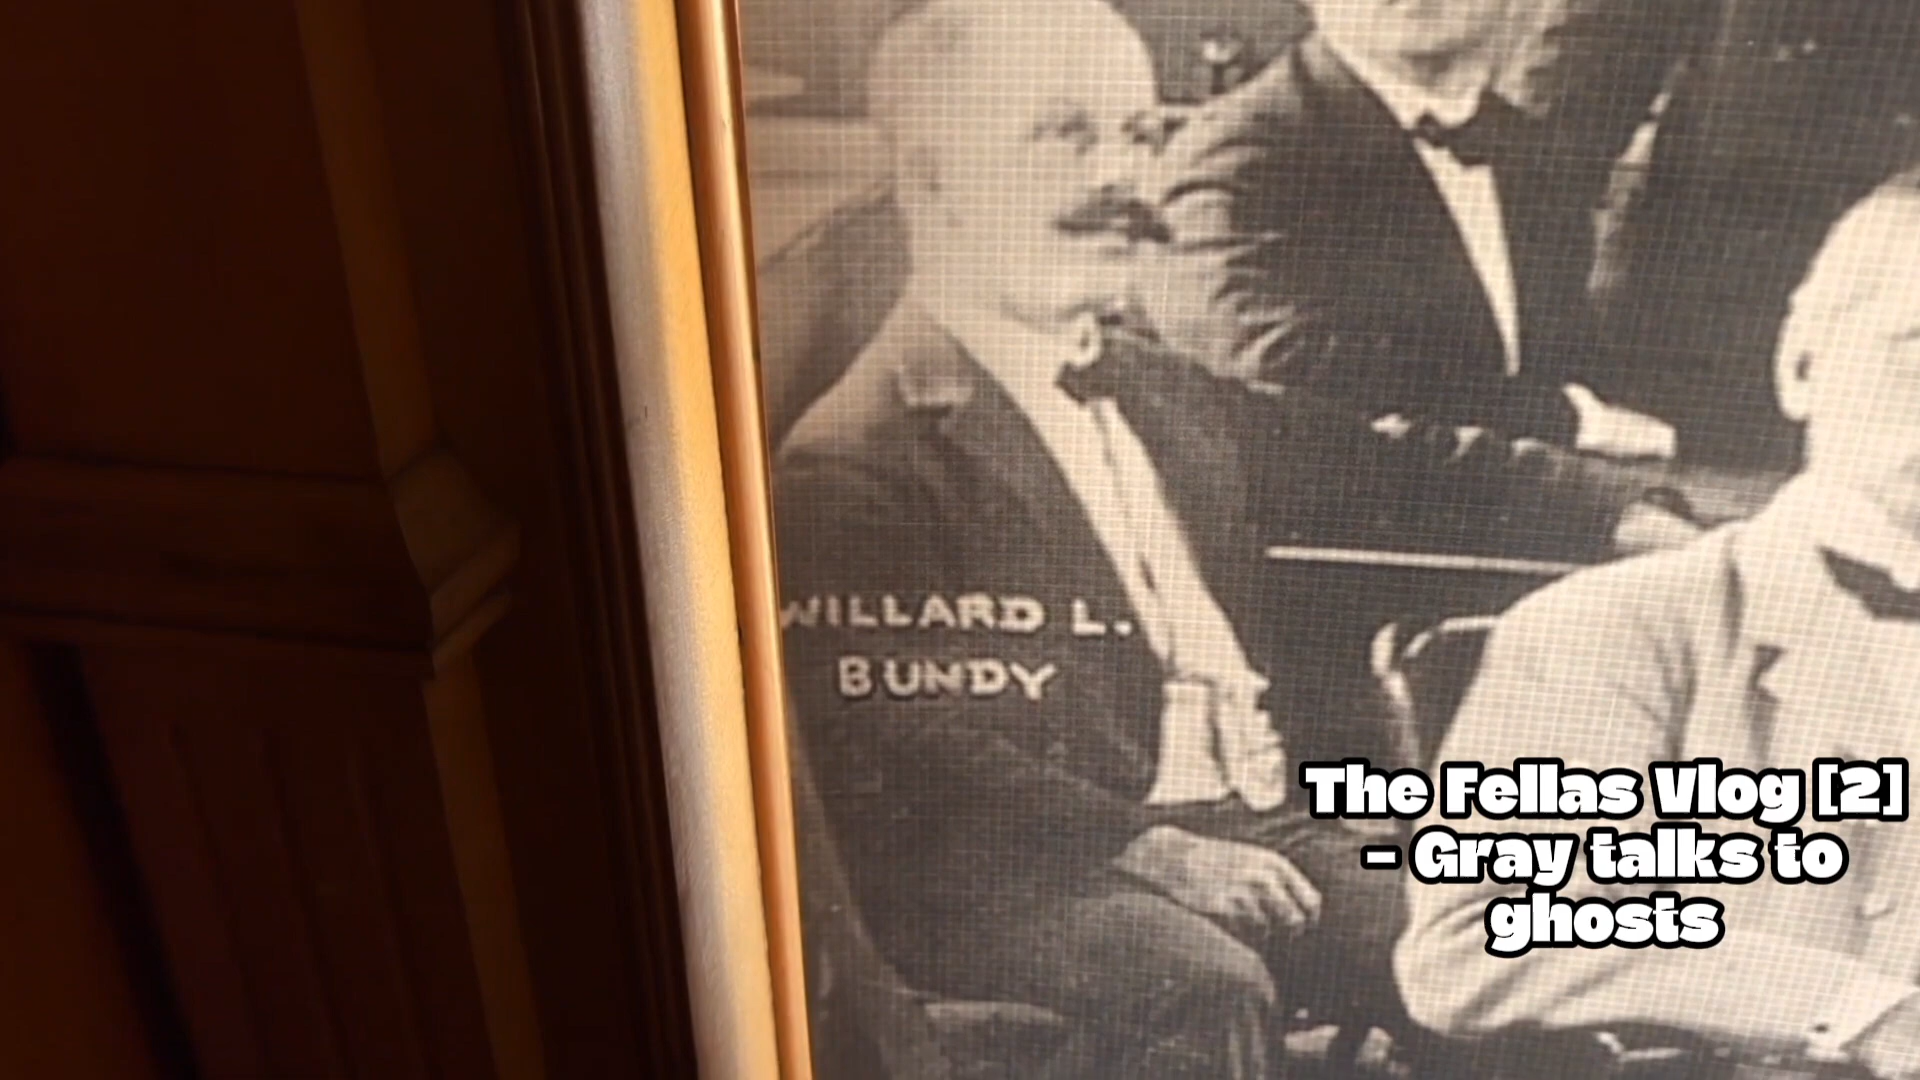 WILLARD L.
BUNDY
The Fellas Vlog [2]
- Gray talks to
ghosts